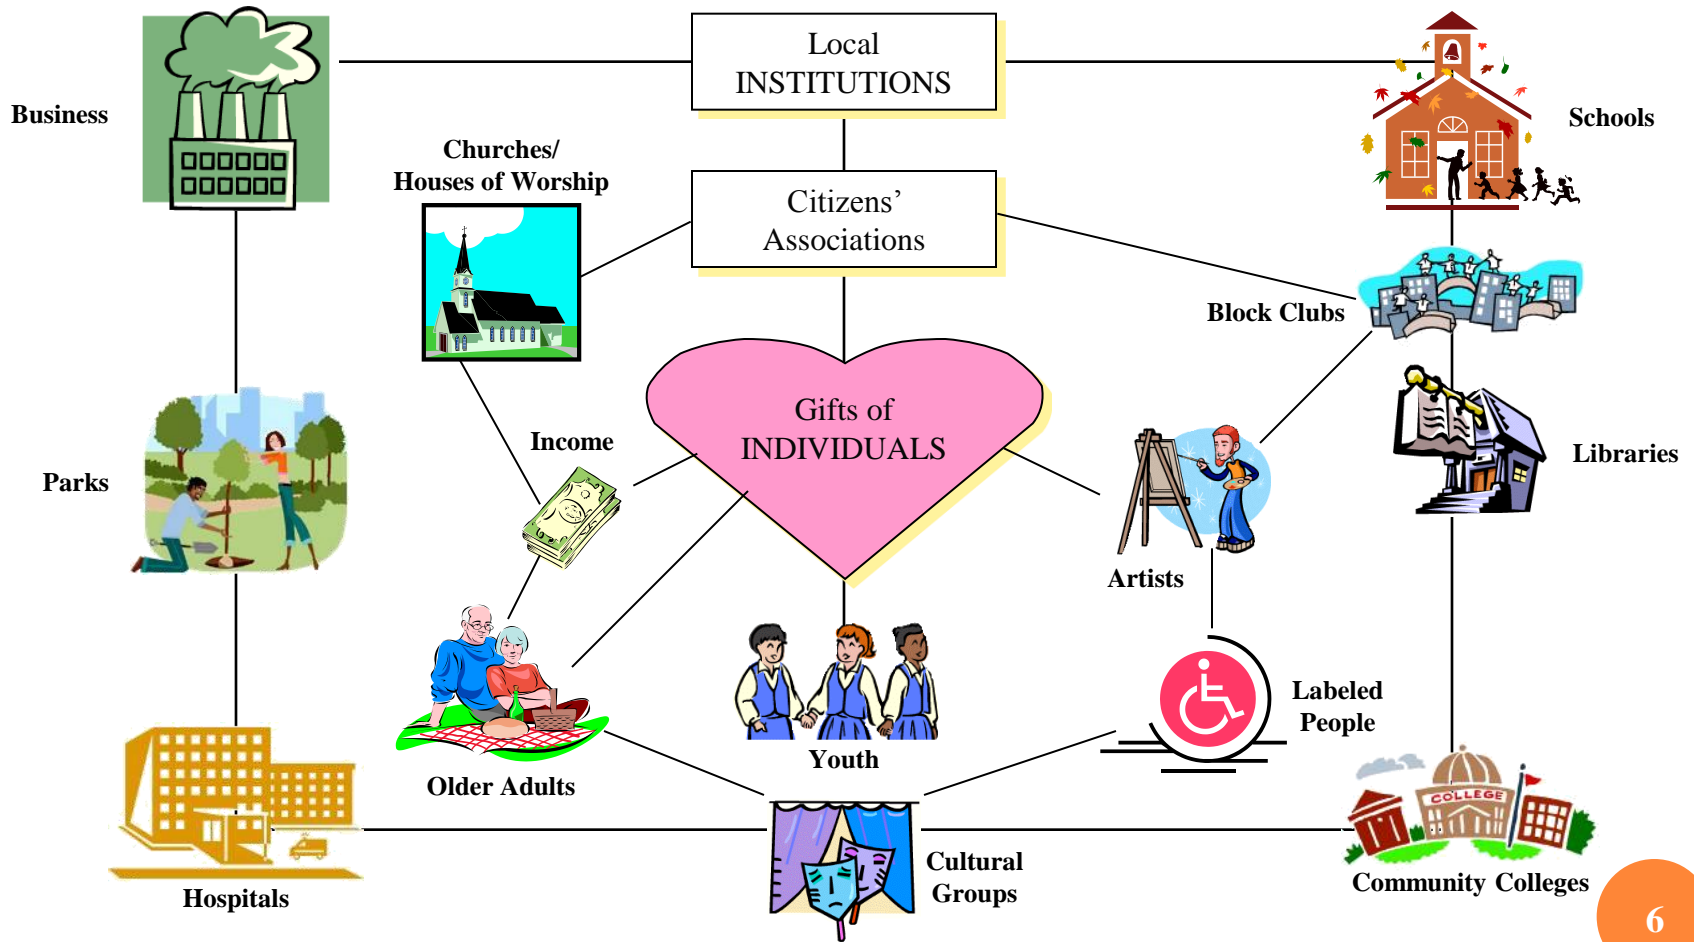 Local
INSTITUTIONS
Business
Schools
Churches/
Houses of Worship
Citizens’
Associations
Block Clubs
Gifts of
INDIVIDUALS
Income
Parks
Libraries
Artists
Labeled
People
Youth
Older Adults
COLLEGE
Cultural
Groups
Community Colleges
Hospitals
6